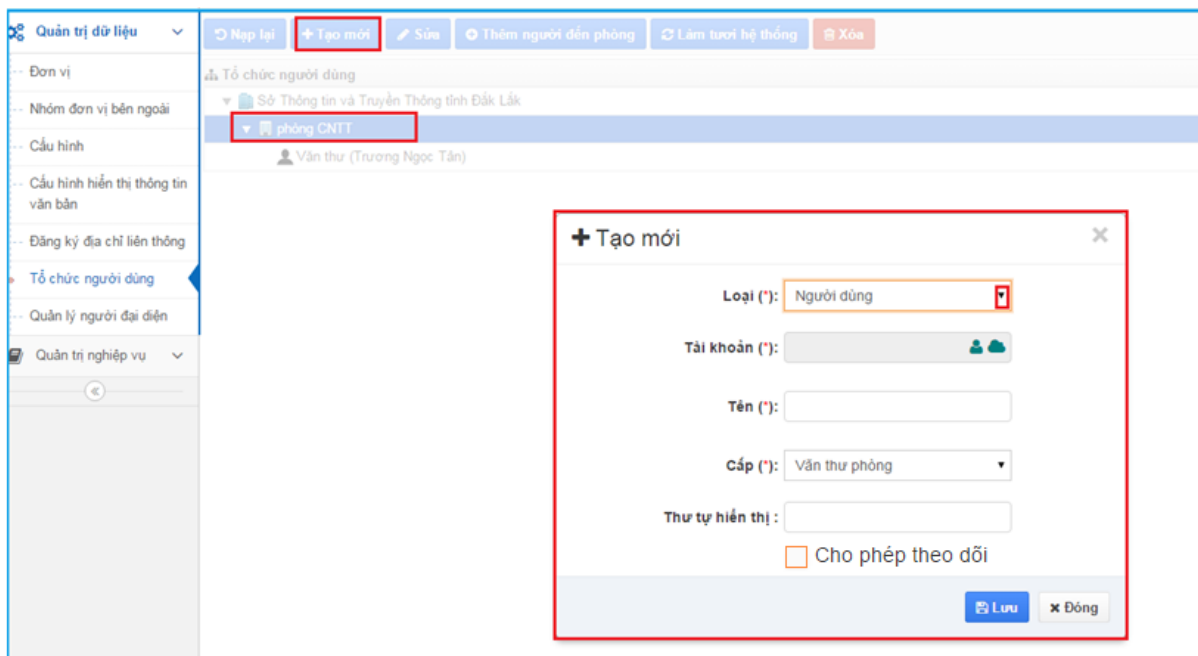 Quản trị dữ liệu
Nạp lại
Tạo mới
Sửa
Thêm người đến phòng
Làm tươi hệ thống
Xóa
Đơn vị
Nhóm đơn vị bên ngoài
Cấu hình
Cấu hình hiển thị thông tin
văn bản
Đăng ký địa chỉ liên thông
Tổ chức người dùng
Quản lý người đại diện
Quản trị nghiệp vụ
Tổ chức người dùng
Sở Thông tin và Truyền Thông tỉnh Đắk Lắk
phòng CNTT
Văn thư (Trương Ngọc Tân)
Tạo mới
Loại (*): Người dùng
Tài khoản (*):
Tên (*):
Cấp (*): Văn thư phòng
Thư tự hiển thị :
Cho phép theo dõi
Lưu
Đóng